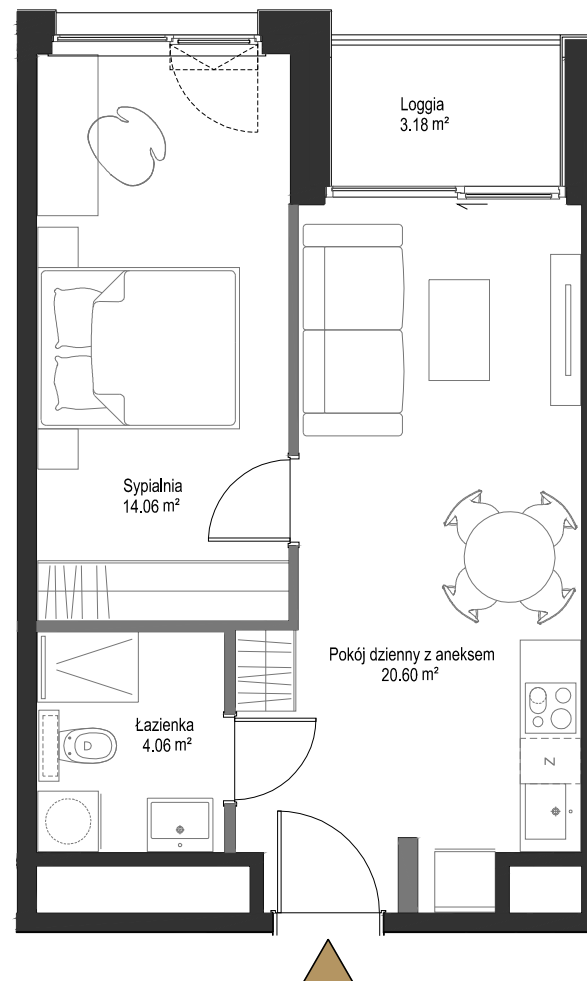 Loggia
3.18 m²
Sypialnia
14.06 m²
Pokój dzienny z aneksem
20.60 m²
Łazienka
4.06 m²
Z